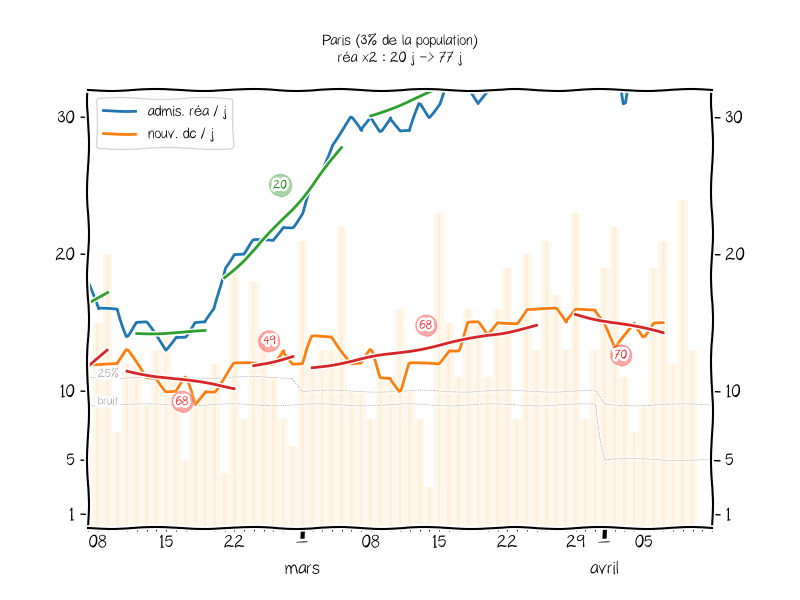 Paris (3% de la population)
réa x2 : 20 j -> 77 j
admis. réa / j
nouv. dc / j
30
30
20
20
20
68
49
70
25%
10
10
bruit
68
5
5
1
1
08 15 22 08 15 22 29 05
mars avril